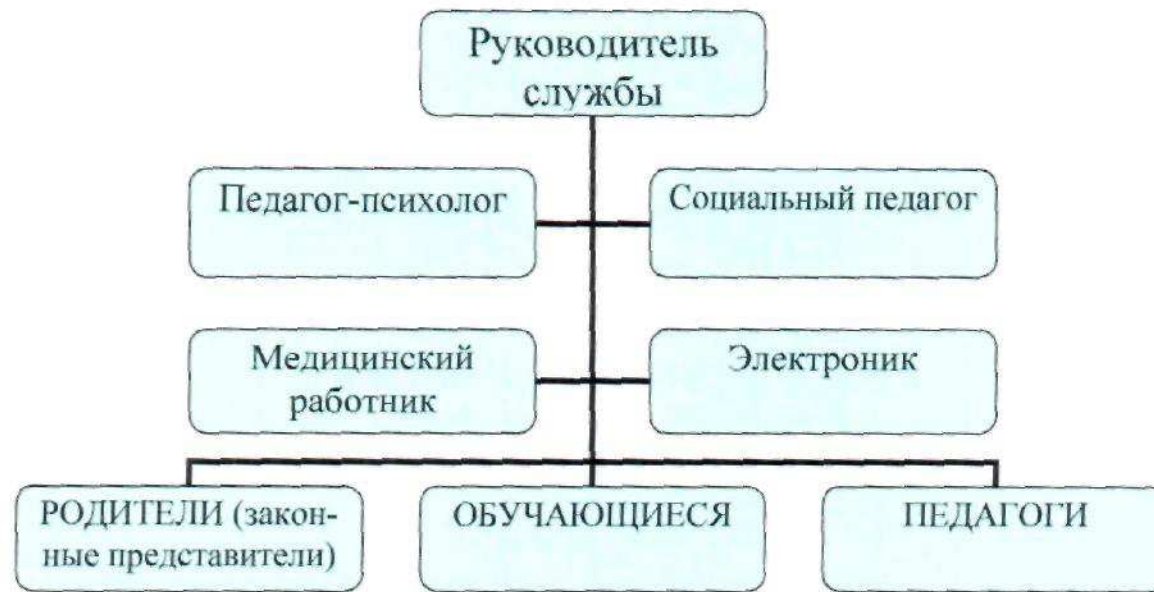 Руководитель
службы
Педагог-психолог
Социальный педагог
Медицинский
работник
Электроник
РОДИТЕЛИ (закон-
ные представители)
ОБУЧАЮЩИЕСЯ
ПЕДАГОГИ